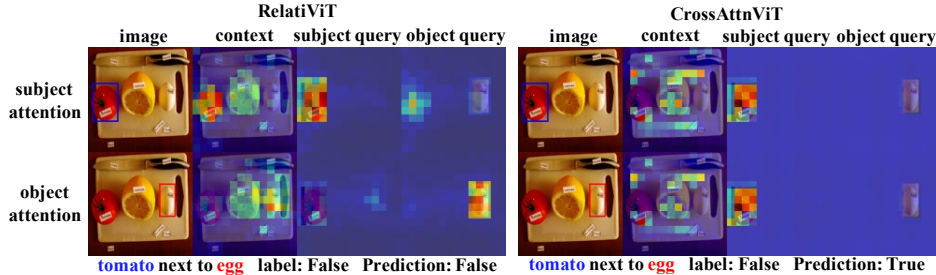 RelatiViT
image context subject query object query
subject attention
object attention
tomato next to egg label: False Prediction: False
CrossAttnViT
image context subject query object query
tomato next to egg label: False Prediction: True